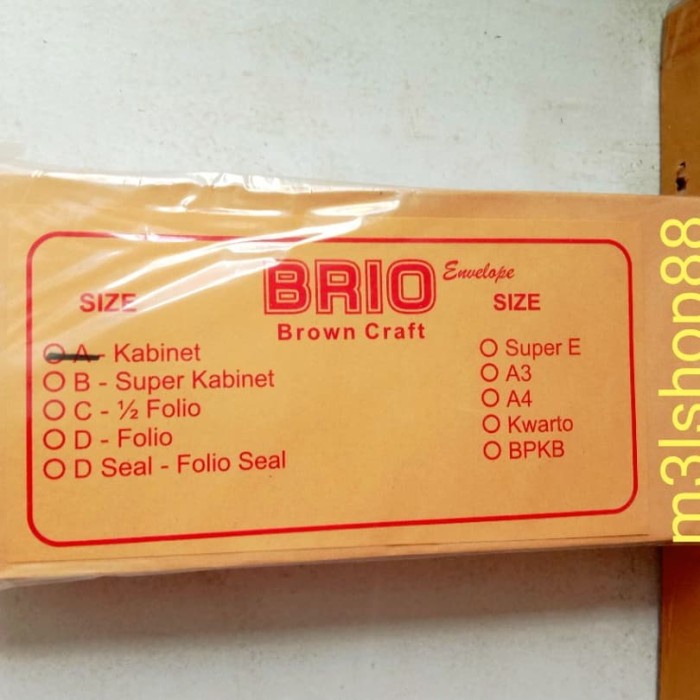 BRIO Envelope
Brown Craft
SIZE
A - Kabinet
B - Super Kabinet
C - ½ Folio
D - Folio
D Seal - Folio Seal
SIZE
Super E
A3
A4
Kwarto
BPKB
m3lshop88